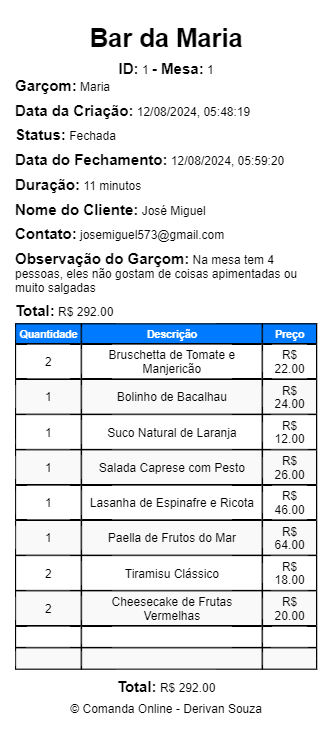 Bar da Maria
ID: 1 - Mesa: 1
Garçom: Maria
Data da Criação: 12/08/2024, 05:48:19
Status: Fechada
Data do Fechamento: 12/08/2024, 05:59:20
Duração: 11 minutos
Nome do Cliente: José Miguel
Contato: josemiguel573@gmail.com
Observação do Garçom: Na mesa tem 4
pessoas, eles não gostam de coisas apimentadas ou
muito salgadas
Total: R$ 292.00
Quantidade Descrição Preço
2 Bruschetta de Tomate e Manjericão R$ 22.00
1 Bolinho de Bacalhau R$ 24.00
1 Suco Natural de Laranja R$ 12.00
1 Salada Caprese com Pesto R$ 26.00
1 Lasanha de Espinafre e Ricota R$ 46.00
1 Paella de Frutos do Mar R$ 64.00
2 Tiramisu Clássico R$ 18.00
2 Cheesecake de Frutas Vermelhas R$ 20.00
Total: R$ 292.00
© Comanda Online - Derivan Souza